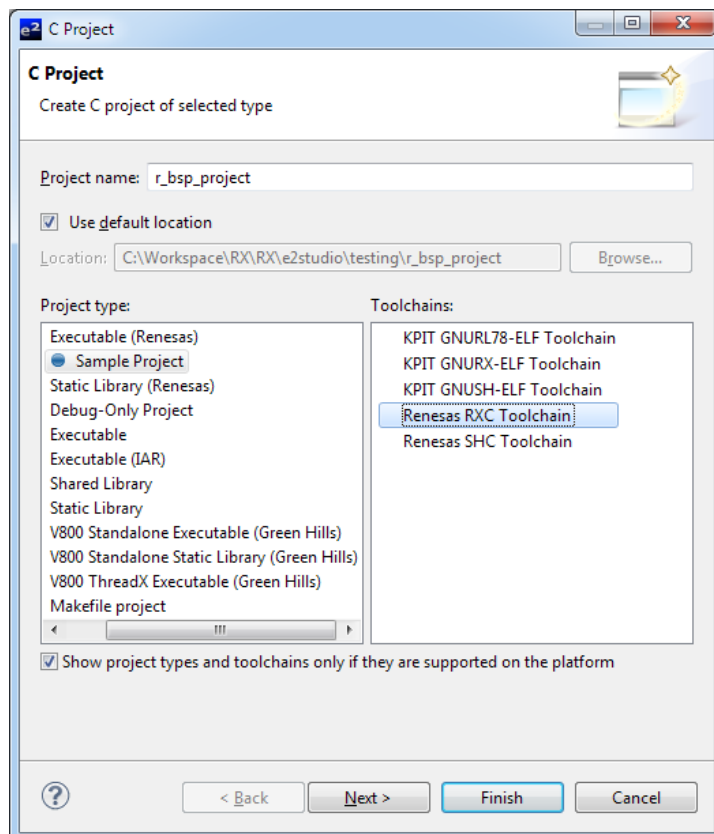 e² C Project
C Project
Create C project of selected type
Project name: r_bsp_project
Use default location
Location: C:\Workspace\RX\RX\e2studio\testing\r_bsp_project Browse...
Project type:
Executable (Renesas)
Sample Project
Static Library (Renesas)
Debug-Only Project
Executable
Executable (IAR)
Shared Library
Static Library
V800 Standalone Executable (Green Hills)
V800 Standalone Static Library (Green Hills)
V800 ThreadX Executable (Green Hills)
Makefile project
Toolchains:
KPIT GNURL78-ELF Toolchain
KPIT GNURX-ELF Toolchain
KPIT GNUSH-ELF Toolchain
Renesas RXC Toolchain
Renesas SHC Toolchain
Show project types and toolchains only if they are supported on the platform
? < Back Next > Finish Cancel